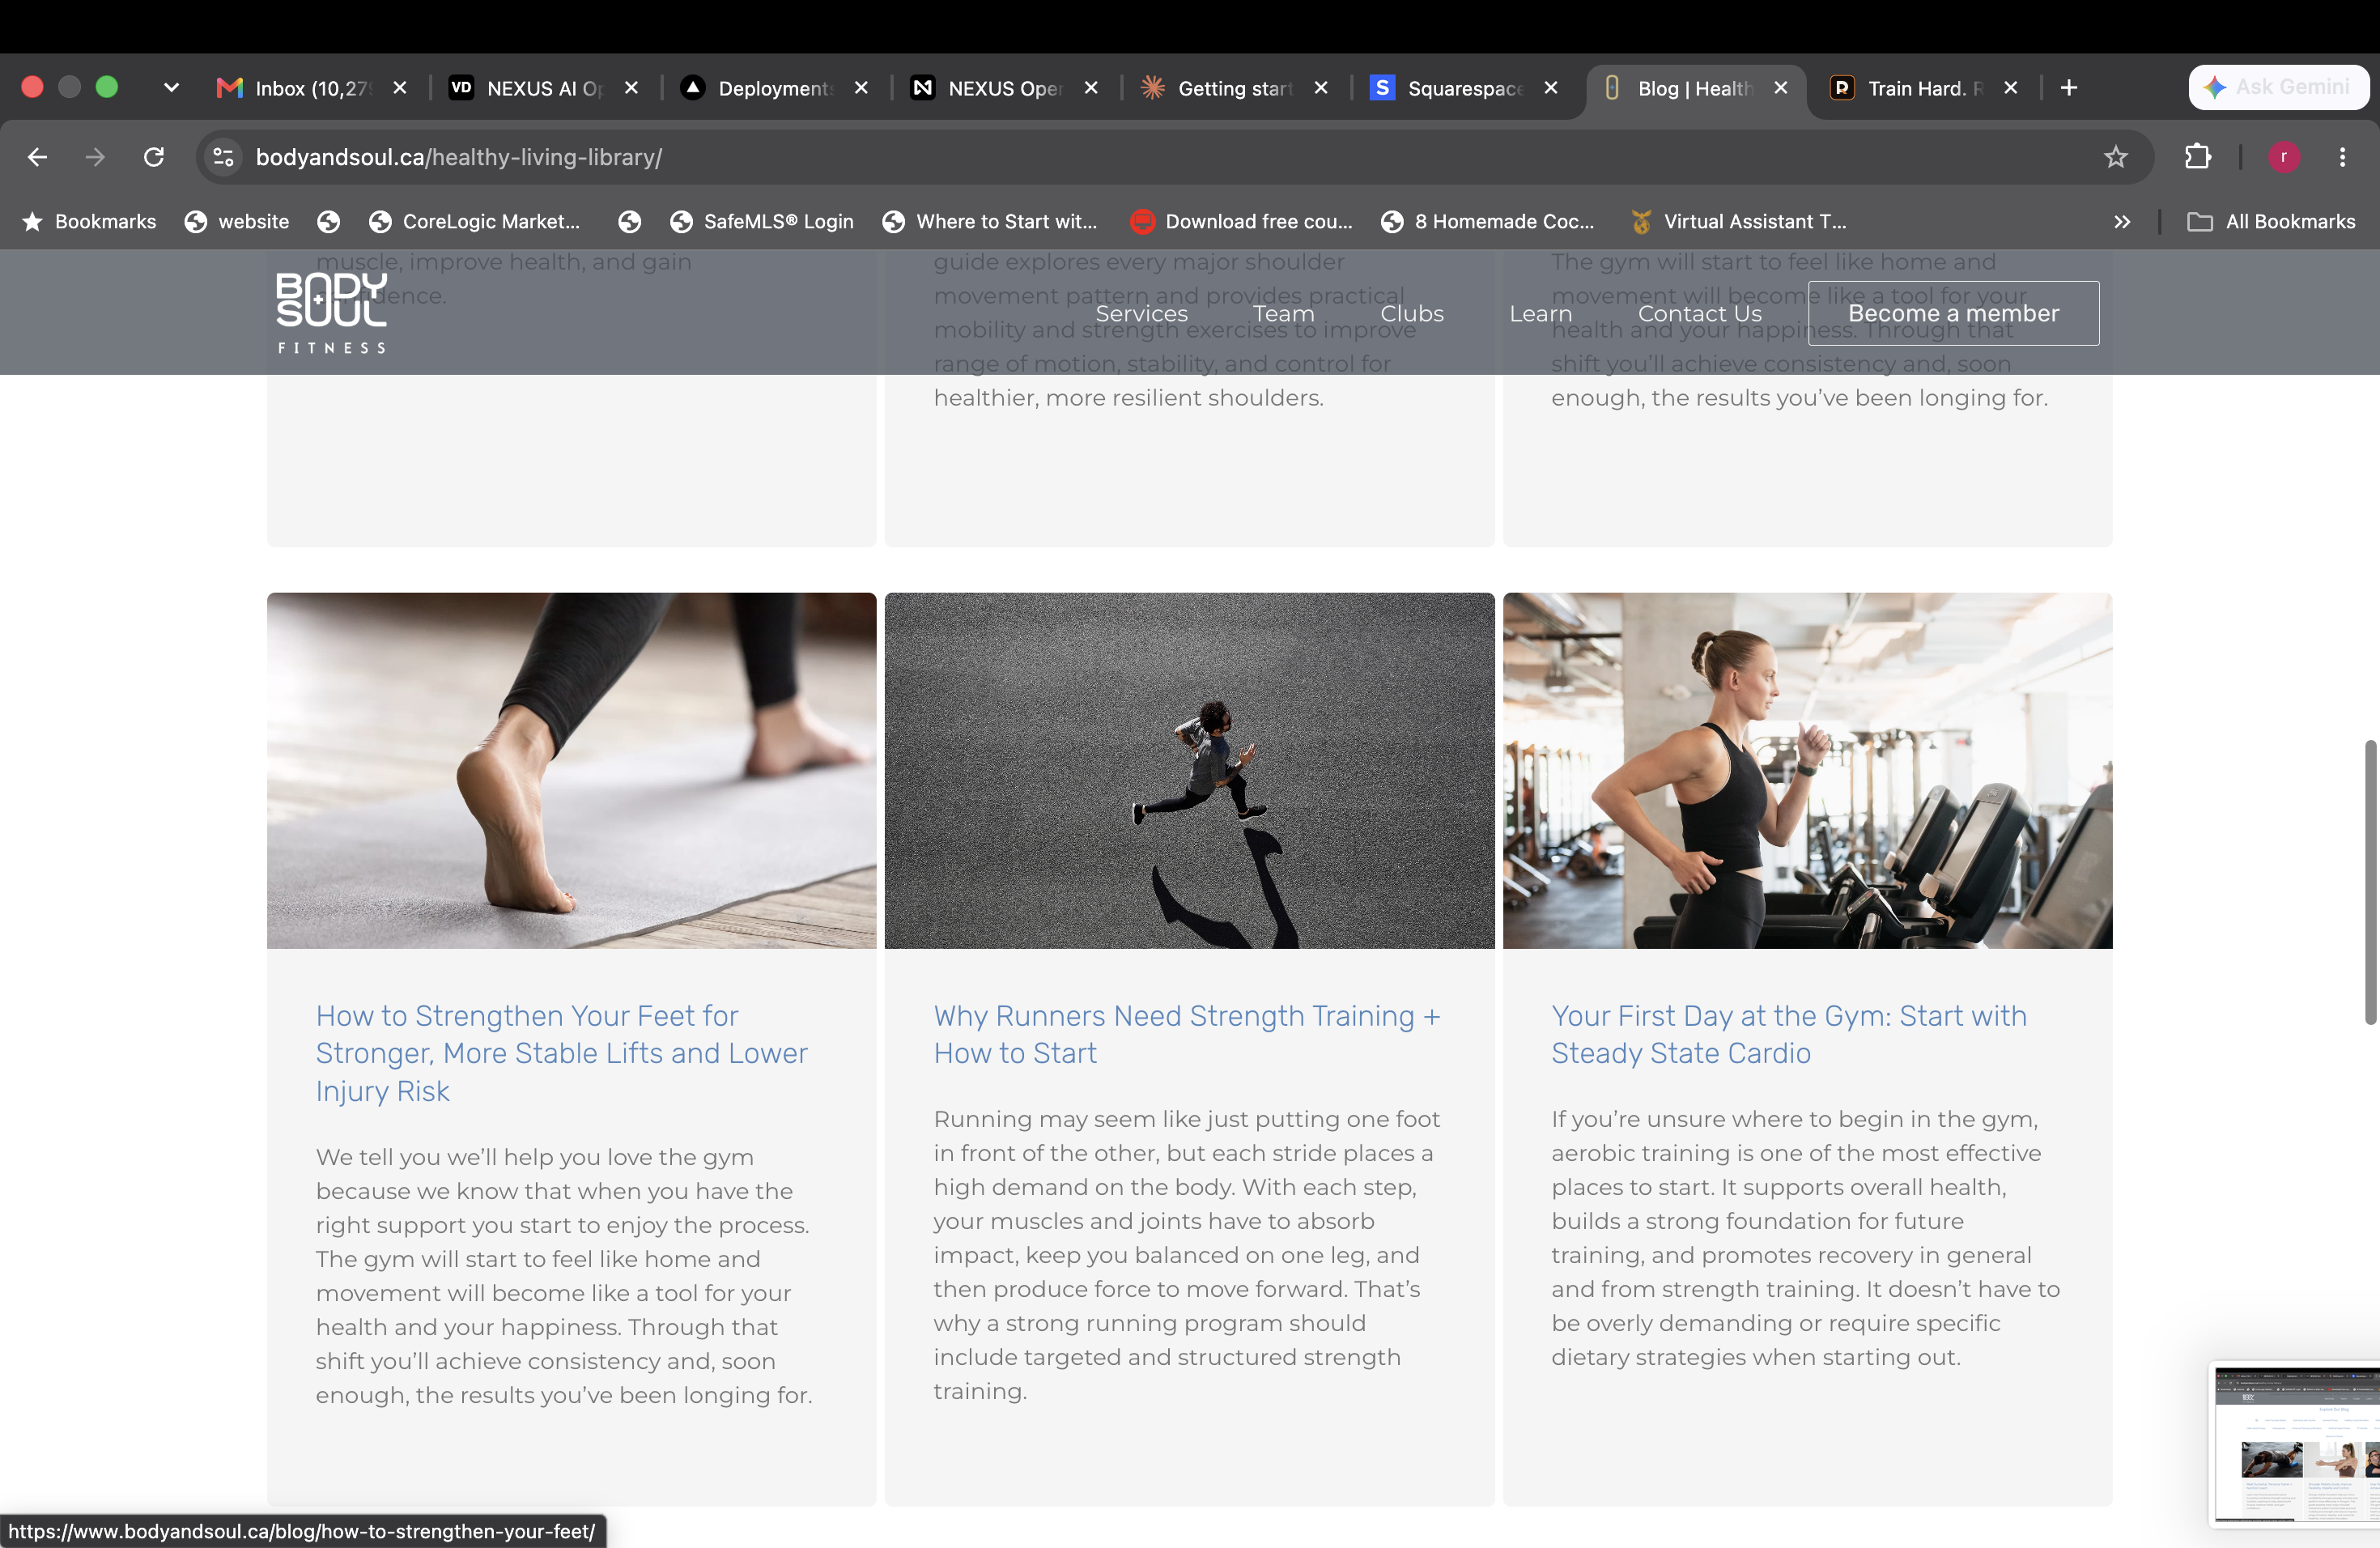 Inbox (10,279
VD NEXUS AI Op
Deployments
NEXUS Oper
Getting start
S Squarespace
Blog | Health
Train Hard. R
Ask Gemini
bodyandsoul.ca/healthy-living-library/
r
Bookmarks
website
CoreLogic Market...
SafeMLS® Login
Where to Start wit...
Download free cou...
8 Homemade Coc...
Virtual Assistant T...
All Bookmarks
BODY
SOUL
FITNESS
Services
Team
Clubs
Learn
Contact Us
Become a member
muscle, improve health, and gain
guide explores every major shoulder
movement pattern and provides practical
mobility and strength exercises to improve
range of motion, stability, and control for
healthier, more resilient shoulders.
The gym will start to feel like home and
movement will become like a tool for your
health and your happiness. Through that
shift you’ll achieve consistency and, soon
enough, the results you’ve been longing for.
How to Strengthen Your Feet for
Stronger, More Stable Lifts and Lower
Injury Risk
We tell you we’ll help you love the gym
because we know that when you have the
right support you start to enjoy the process.
The gym will start to feel like home and
movement will become like a tool for your
health and your happiness. Through that
shift you’ll achieve consistency and, soon
enough, the results you’ve been longing for.
Why Runners Need Strength Training +
How to Start
Running may seem like just putting one foot
in front of the other, but each stride places a
high demand on the body. With each step,
your muscles and joints have to absorb
impact, keep you balanced on one leg, and
then produce force to move forward. That’s
why a strong running program should
include targeted and structured strength
training.
Your First Day at the Gym: Start with
Steady State Cardio
If you’re unsure where to begin in the gym,
aerobic training is one of the most effective
places to start. It supports overall health,
builds a strong foundation for future
training, and promotes recovery in general
and from strength training. It doesn’t have to
be overly demanding or require specific
dietary strategies when starting out.
https://www.bodyandsoul.ca/blog/how-to-strengthen-your-feet/